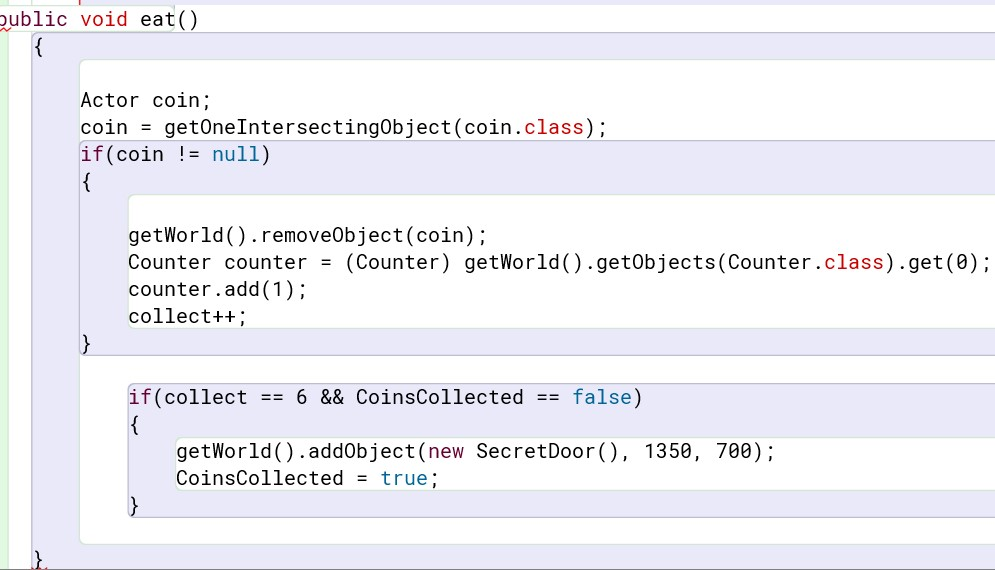 public void eat()
{
Actor coin;
coin = getOneIntersectingObject(coin.class);
if(coin != null)
{
getWorld().removeObject(coin);
Counter counter = (Counter) getWorld().getObjects(Counter.class).get(0);
counter.add(1);
collect++;
}
if(collect == 6 && CoinsCollected == false)
{
getWorld().addObject(new SecretDoor(), 1350, 700);
CoinsCollected = true;
}
}